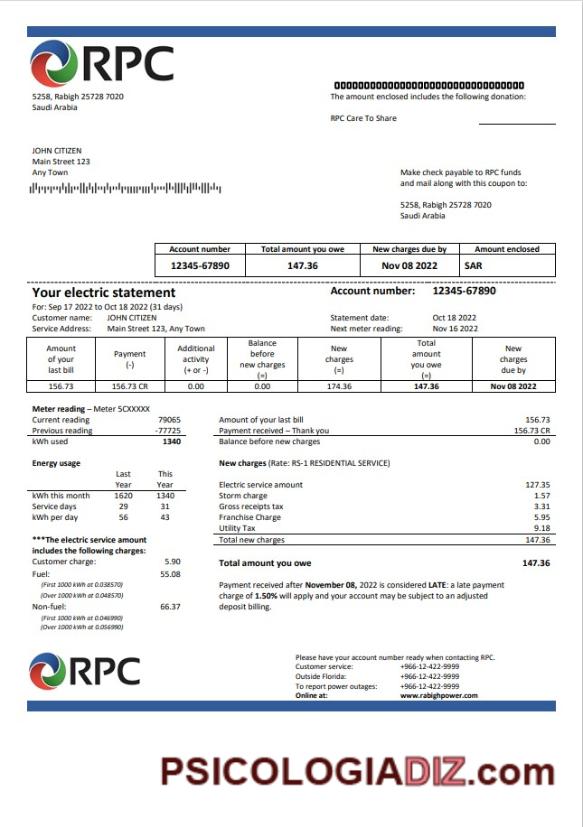 RPC
5258, Rabigh 25728 7020
Saudi Arabia
The amount enclosed includes the following donation:
RPC Care To Share
JOHN CITIZEN
Main Street 123
Any Town
Make check payable to RPC funds
and mail along with this coupon to:
5258, Rabigh 25728 7020
Saudi Arabia
Account number Total amount you owe New charges due by Amount enclosed
12345-67890 147.36 Nov 08 2022 SAR
Your electric statement Account number: 12345-67890
For: Sep 17 2022 to Oct 18 2022 (31 days)
Customer name: JOHN CITIZEN Statement date: Oct 18 2022
Service Address: Main Street 123, Any Town Next meter reading: Nov 16 2022
Amount of your last bill Payment (-) Additional activity (+ or -) Balance before new charges (=) New charges (=) Total amount you owe (=) New charges due by
156.73 156.73 CR 0.00 0.00 174.36 147.36 Nov 08 2022
Meter reading – Meter 5CXXXXX
Current reading 79065
Previous reading -77725
kWh used 1340
Amount of your last bill 156.73
Payment received – Thank you 156.73 CR
Balance before new charges 0.00
Energy usage
Last Year This Year
kWh this month 1620 1340
Service days 29 31
kWh per day 56 43
***The electric service amount
includes the following charges:
Customer charge: 5.90
Fuel: 55.08
(First 1000 kWh at 0.038570)
(Over 1000 kWh at 0.048570)
Non-fuel: 66.37
(First 1000 kWh at 0.046990)
(Over 1000 kWh at 0.056990)
New charges (Rate: RS-1 RESIDENTIAL SERVICE)
Electric service amount 127.35
Storm charge 1.57
Gross receipts tax 3.31
Franchise Charge 5.95
Utility Tax 9.18
Total new charges 147.36
Total amount you owe 147.36
Payment received after November 08, 2022 is considered LATE: a late payment
charge of 1.50% will apply and your account may be subject to an adjusted
deposit billing.
RPC
Please have your account number ready when contacting RPC.
Customer service: +966-12-422-9999
Outside Florida: +966-12-422-9999
To report power outages: +966-12-422-9999
Online at: www.rabighpower.com
PSICOLOGIADIZ.com